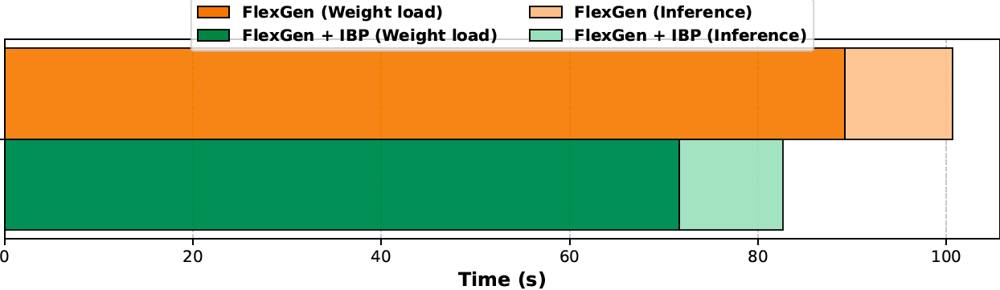 FlexGen (Weight load) FlexGen (Inference)
FlexGen + IBP (Weight load) FlexGen + IBP (Inference)
0 20 40 60 80 100
Time (s)